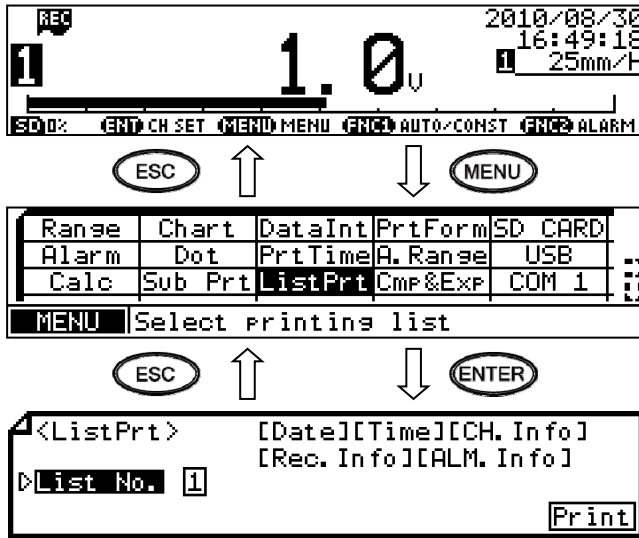 REC
2010/08/30
16:49:18
1 1.0V 1 25mm/H
SD 0% ENT CH SET MENU MENU FNC1 AUTO/CONST FNC2 ALARM
ESC MENU
Range Chart DataInt PrtForm SD CARD
Alarm Dot PrtTime A.Range USB
Calc Sub Prt ListPrt Cmp&Exp COM 1
MENU Select printing list
ESC ENTER
<ListPrt> [Date][Time][CH.Info]
[Rec.Info][ALM.Info]
List No. 1
Print